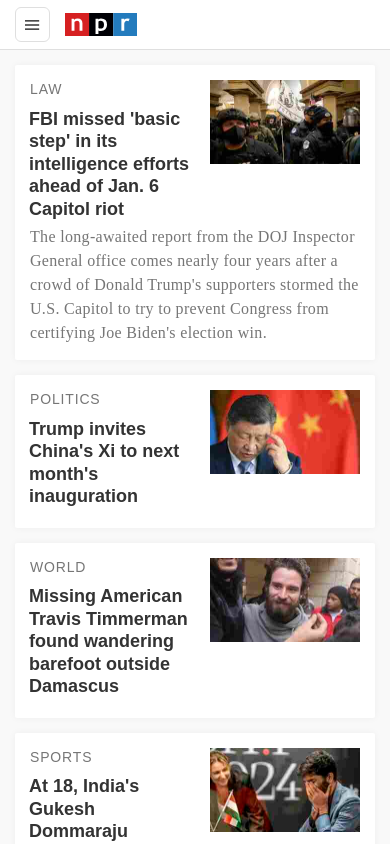 npr
LAW
FBI missed 'basic
step' in its
intelligence efforts
ahead of Jan. 6
Capitol riot
The long-awaited report from the DOJ Inspector
General office comes nearly four years after a
crowd of Donald Trump's supporters stormed the
U.S. Capitol to try to prevent Congress from
certifying Joe Biden's election win.
POLITICS
Trump invites
China's Xi to next
month's
inauguration
WORLD
Missing American
Travis Timmerman
found wandering
barefoot outside
Damascus
SPORTS
At 18, India's
Gukesh
Dommaraju